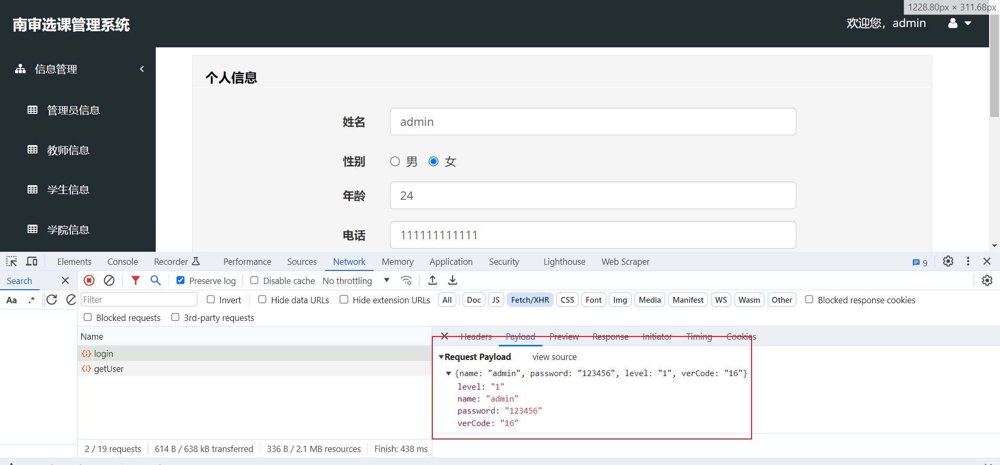 1228.80px × 311.68px
南审选课管理系统
欢迎您，admin
信息管理
管理员信息
教师信息
学生信息
学院信息
个人信息
姓名 admin
性别 男 女
年龄 24
电话 111111111111
Elements Console Recorder Performance Sources Network Memory Application Security Lighthouse Web Scraper 9
Search Preserve log Disable cache No throttling
Aa .* Filter Invert Hide data URLs Hide extension URLs All Doc JS Fetch/XHR CSS Font Img Media Manifest WS Wasm Other Blocked response cookies
Blocked requests 3rd-party requests
Name
login
getUser
Headers Payload Preview Response Initiator Timing Cookies
Request Payload view source
{name: "admin", password: "123456", level: "1", verCode: "16"}
level: "1"
name: "admin"
password: "123456"
verCode: "16"
2 / 19 requests 614 B / 638 kB transferred 336 B / 2.1 MB resources Finish: 438 ms